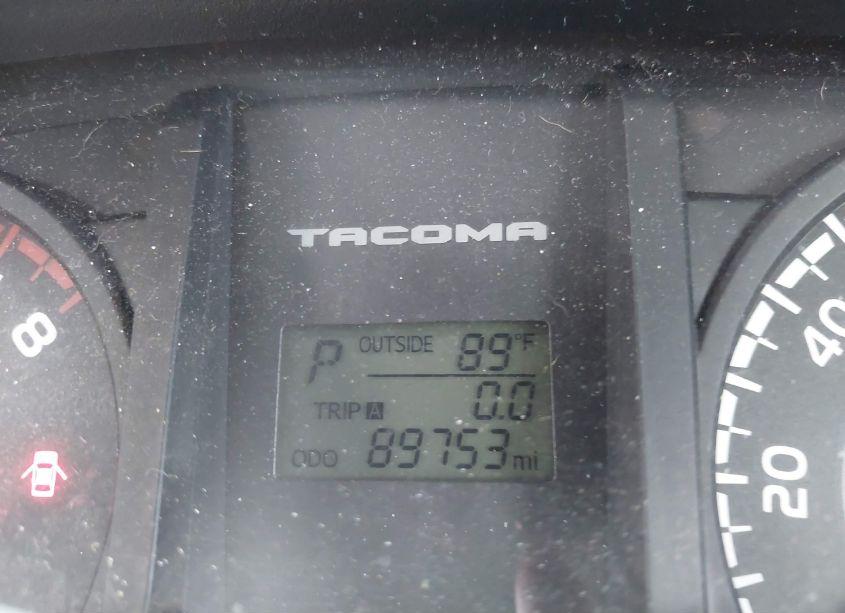 TACOMA
P OUTSIDE 89°F
TRIP A 0.0
ODO 89753 mi
8
40
20